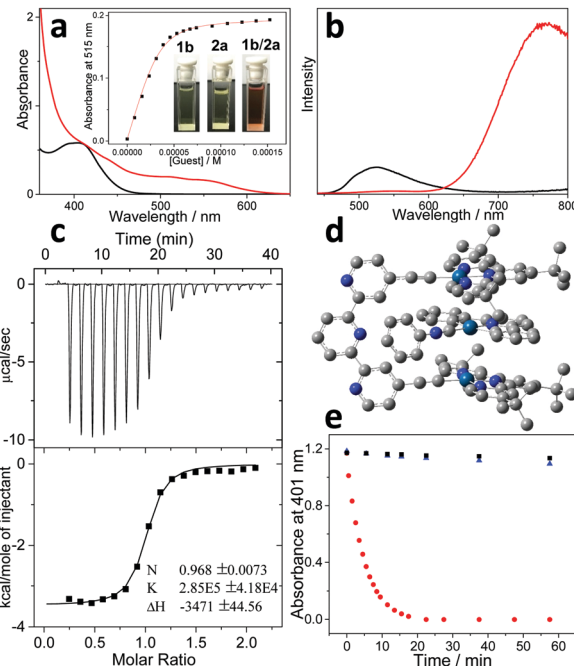 a
2
1
0
Absorbance
400
500
600
Wavelength / nm
0.2
0.1
0.0
Absorbance at 515 nm
1b 2a 1b/2a
0.00000 0.00005 0.00010 0.00015
[Guest] / M
b
Intensity
500
600
700
800
Wavelength / nm
c
Time (min)
0 10 20 30 40
0
-5
-10
μcal/sec
0
-2
-4
kcal/mole of injectant
N 0.968 ±0.0073
K 2.85E5 ±4.18E4
ΔH -3471 ±44.56
0.0 0.5 1.0 1.5 2.0
Molar Ratio
d
e
1.2
0.8
0.4
0.0
Absorbance at 401 nm
0 10 20 30 40 50 60
Time / min